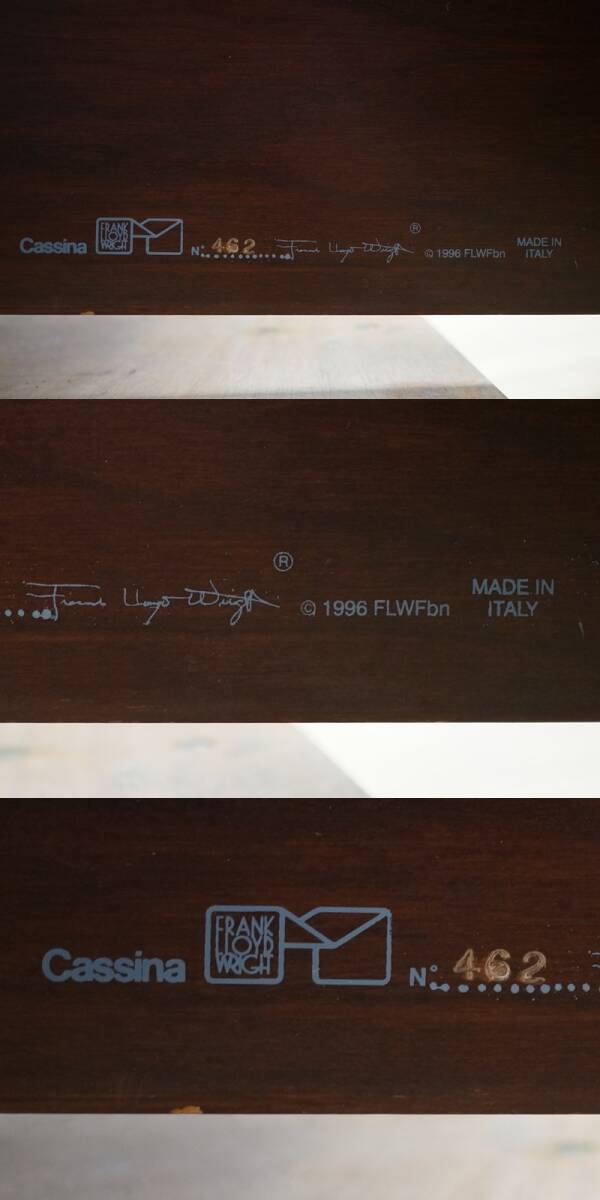 Cassina FRANK LLOYD WRIGHT N° 462 Frank Lloyd Wright ® © 1996 FLWFbn MADE IN ITALY
Frank Lloyd Wright ® © 1996 FLWFbn MADE IN ITALY
Cassina FRANK LLOYD WRIGHT N° 462